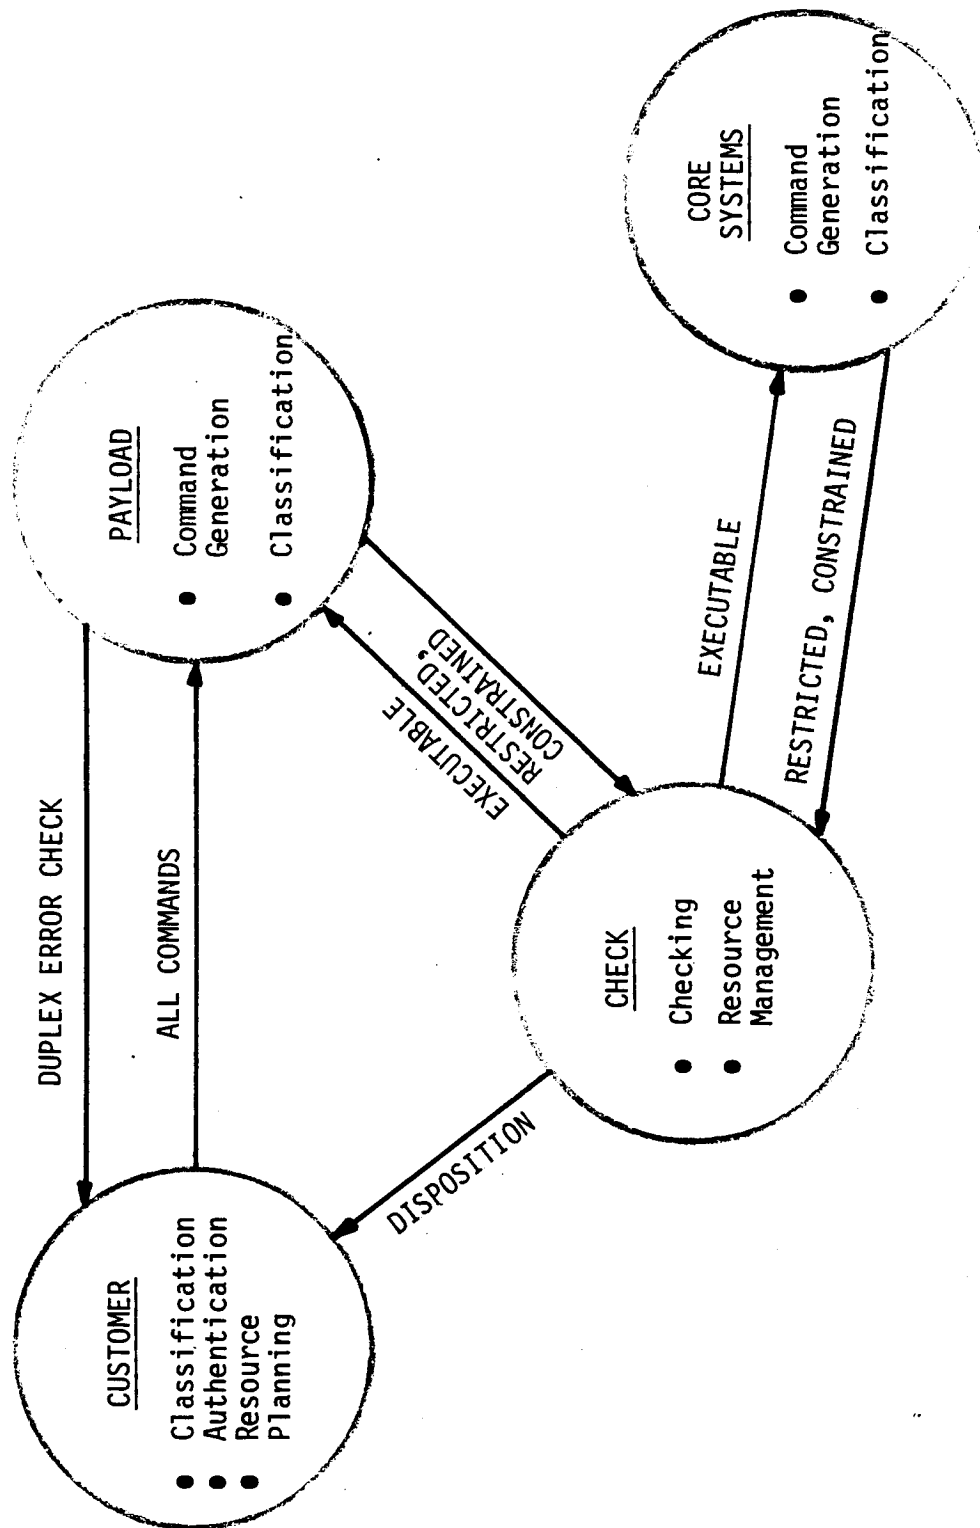 DUPLEX ERROR CHECK
ALL COMMANDS
CUSTOMER
● Classification
● Authentication
● Resource
Planning
PAYLOAD
● Command
Generation
● Classification
EXECUTABLE
RESTRICTED,
CONSTRAINED
DISPOSITION
CHECK
● Checking
● Resource
Management
EXECUTABLE
RESTRICTED, CONSTRAINED
CORE
SYSTEMS
● Command
Generation
● Classification